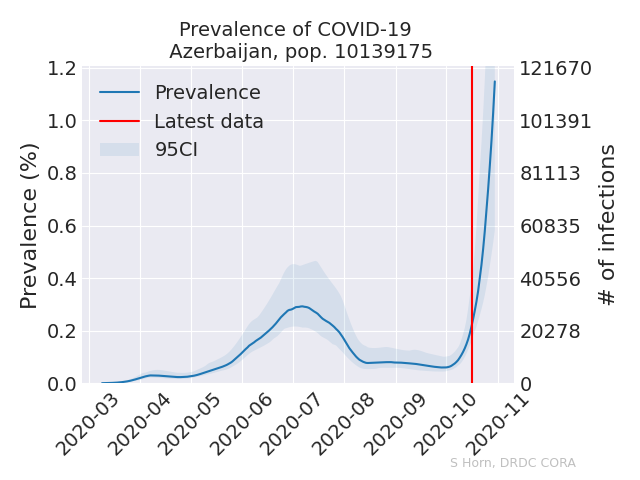 Prevalence of COVID-19
Azerbaijan, pop. 10139175
Prevalence
Latest data
95CI
Prevalence (%)
1.2
1.0
0.8
0.6
0.4
0.2
0.0
121670
101391
81113
60835
40556
20278
0
# of infections
2020-03
2020-04
2020-05
2020-06
2020-07
2020-08
2020-09
2020-10
2020-11
S Horn, DRDC CORA